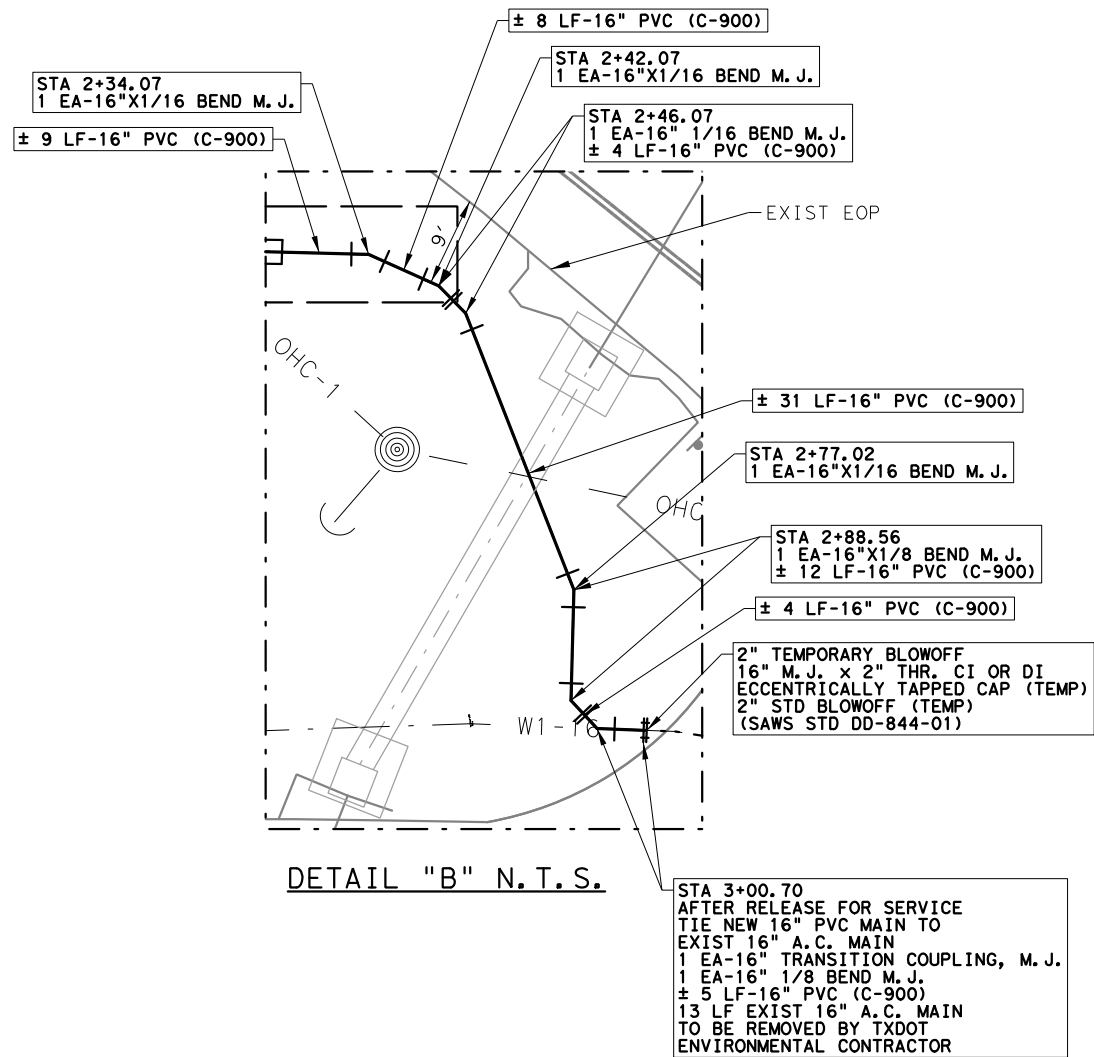 ± 8 LF-16" PVC (C-900)
STA 2+42.07
1 EA-16"X1/16 BEND M.J.
STA 2+34.07
1 EA-16"X1/16 BEND M.J.
STA 2+46.07
1 EA-16" 1/16 BEND M.J.
± 4 LF-16" PVC (C-900)
± 9 LF-16" PVC (C-900)
EXIST EOP
9'
OHC-1
± 31 LF-16" PVC (C-900)
STA 2+77.02
1 EA-16"X1/16 BEND M.J.
OHC
STA 2+88.56
1 EA-16"X1/8 BEND M.J.
± 12 LF-16" PVC (C-900)
± 4 LF-16" PVC (C-900)
2" TEMPORARY BLOWOFF
16" M.J. x 2" THR. CI OR DI
ECCENTRICALLY TAPPED CAP (TEMP)
2" STD BLOWOFF (TEMP)
(SAWS STD DD-844-01)
W1-16
DETAIL "B" N.T.S.
STA 3+00.70
AFTER RELEASE FOR SERVICE
TIE NEW 16" PVC MAIN TO
EXIST 16" A.C. MAIN
1 EA-16" TRANSITION COUPLING, M.J.
1 EA-16" 1/8 BEND M.J.
± 5 LF-16" PVC (C-900)
13 LF EXIST 16" A.C. MAIN
TO BE REMOVED BY TXDOT
ENVIRONMENTAL CONTRACTOR